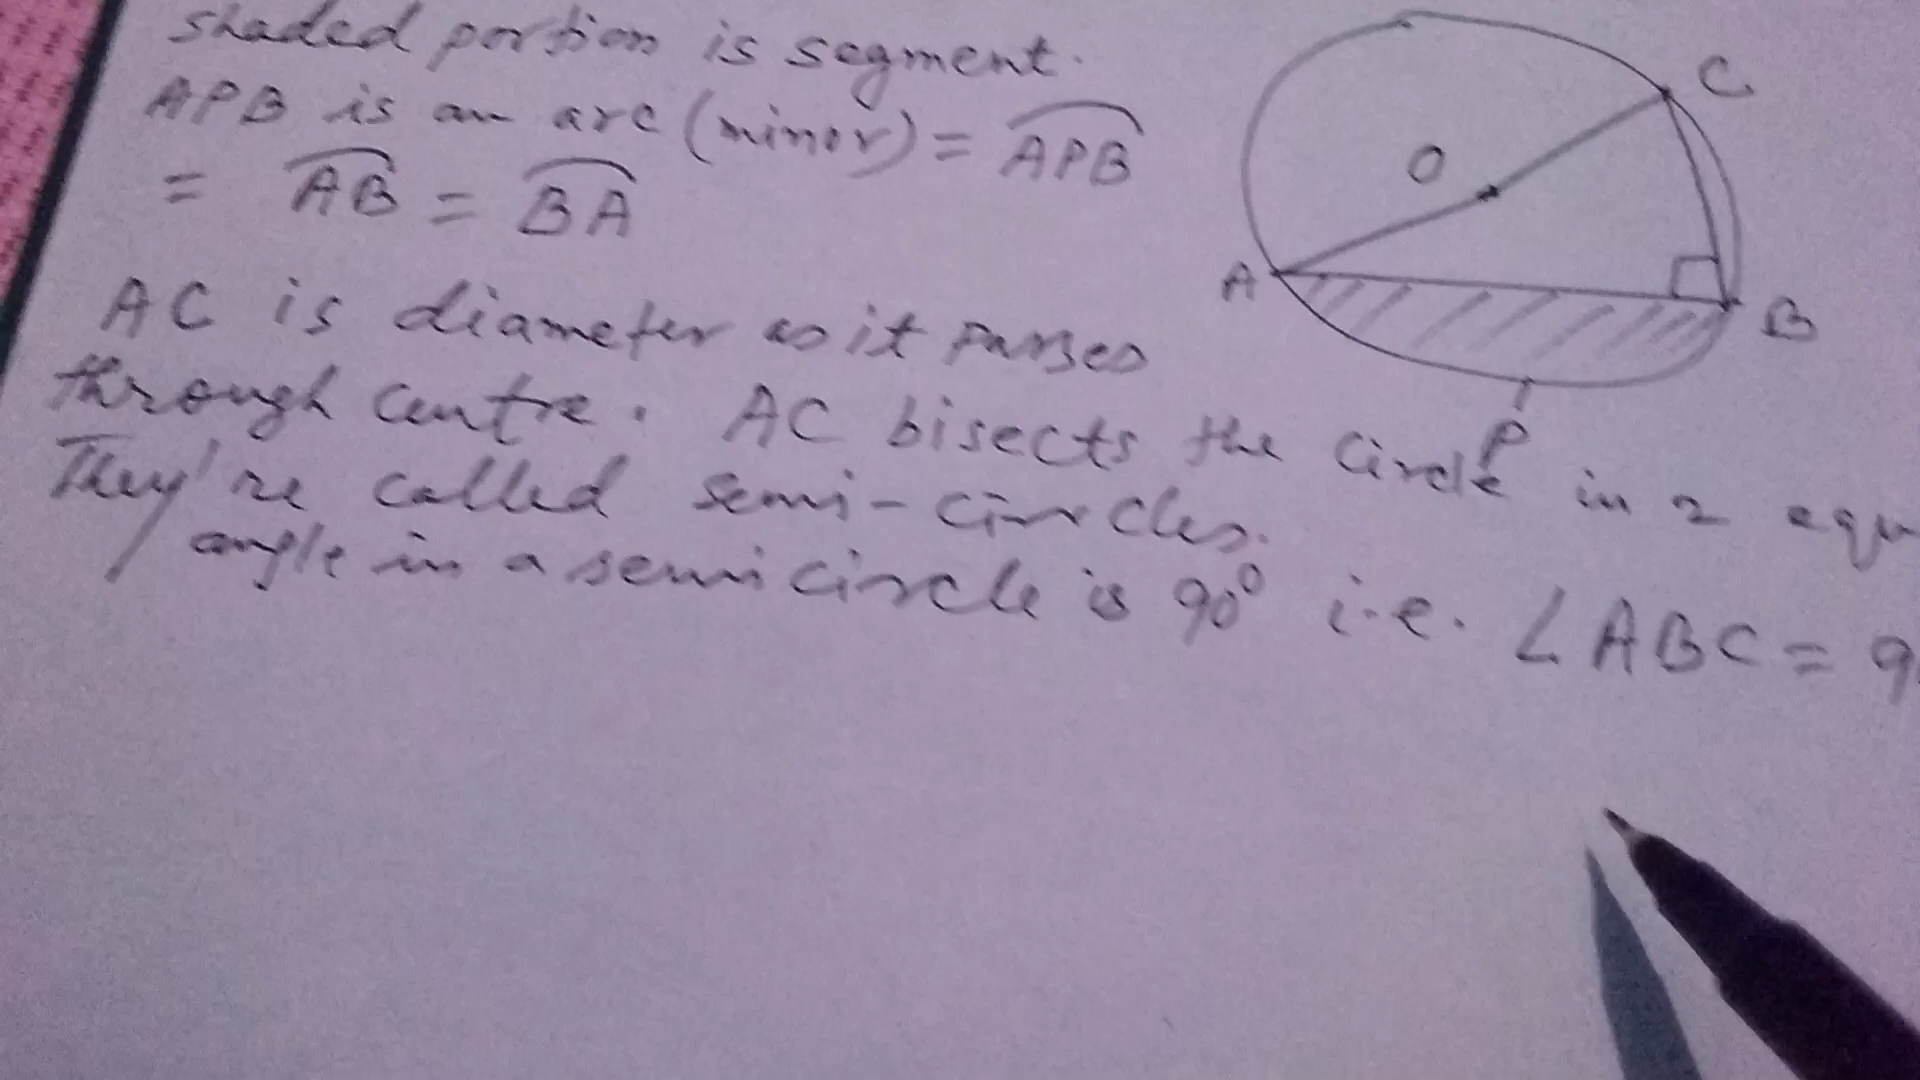 shaded portion is segment.
APB is an arc (minor) = APB
= AB = BA
AC is diameter as it passes
through centre. AC bisects the circle in 2 equ
They're called semi-circles.
angle in a semicircle is 90° i.e. ∠ABC = 9
C
O
A
B
P